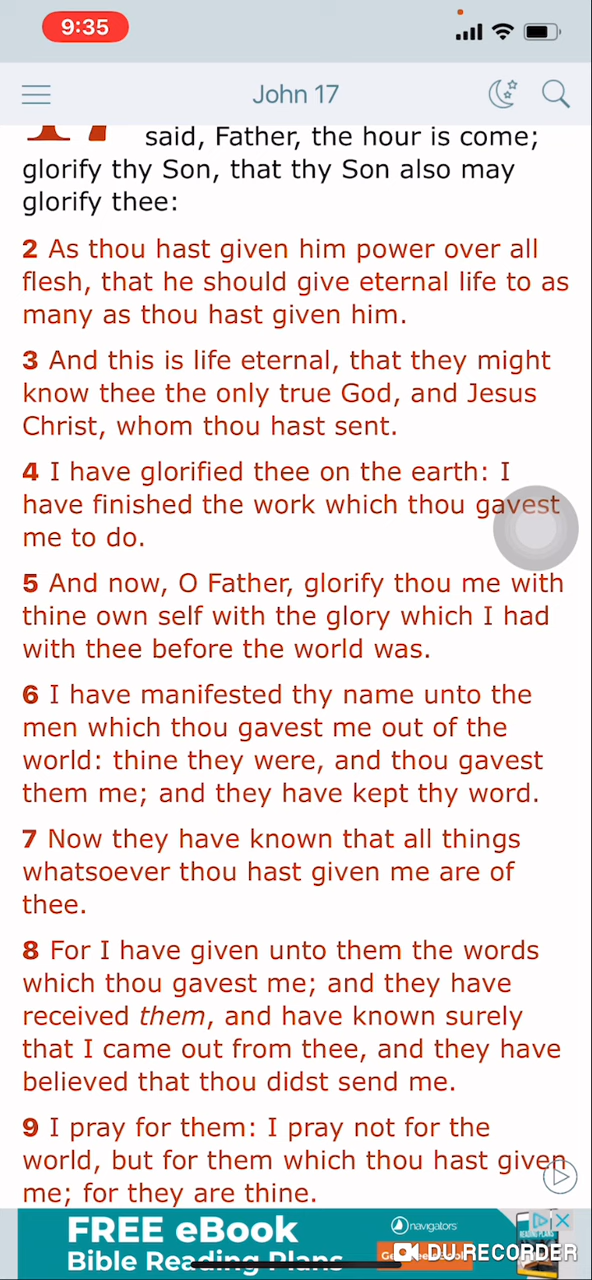 9:35
John 17
17 said, Father, the hour is come;
glorify thy Son, that thy Son also may
glorify thee:
2 As thou hast given him power over all
flesh, that he should give eternal life to as
many as thou hast given him.
3 And this is life eternal, that they might
know thee the only true God, and Jesus
Christ, whom thou hast sent.
4 I have glorified thee on the earth: I
have finished the work which thou gavest
me to do.
5 And now, O Father, glorify thou me with
thine own self with the glory which I had
with thee before the world was.
6 I have manifested thy name unto the
men which thou gavest me out of the
world: thine they were, and thou gavest
them me; and they have kept thy word.
7 Now they have known that all things
whatsoever thou hast given me are of
thee.
8 For I have given unto them the words
which thou gavest me; and they have
received them, and have known surely
that I came out from thee, and they have
believed that thou didst send me.
9 I pray for them: I pray not for the
world, but for them which thou hast given
me; for they are thine.
FREE eBook
Bible Reading Plans
navigators
DU RECORDER